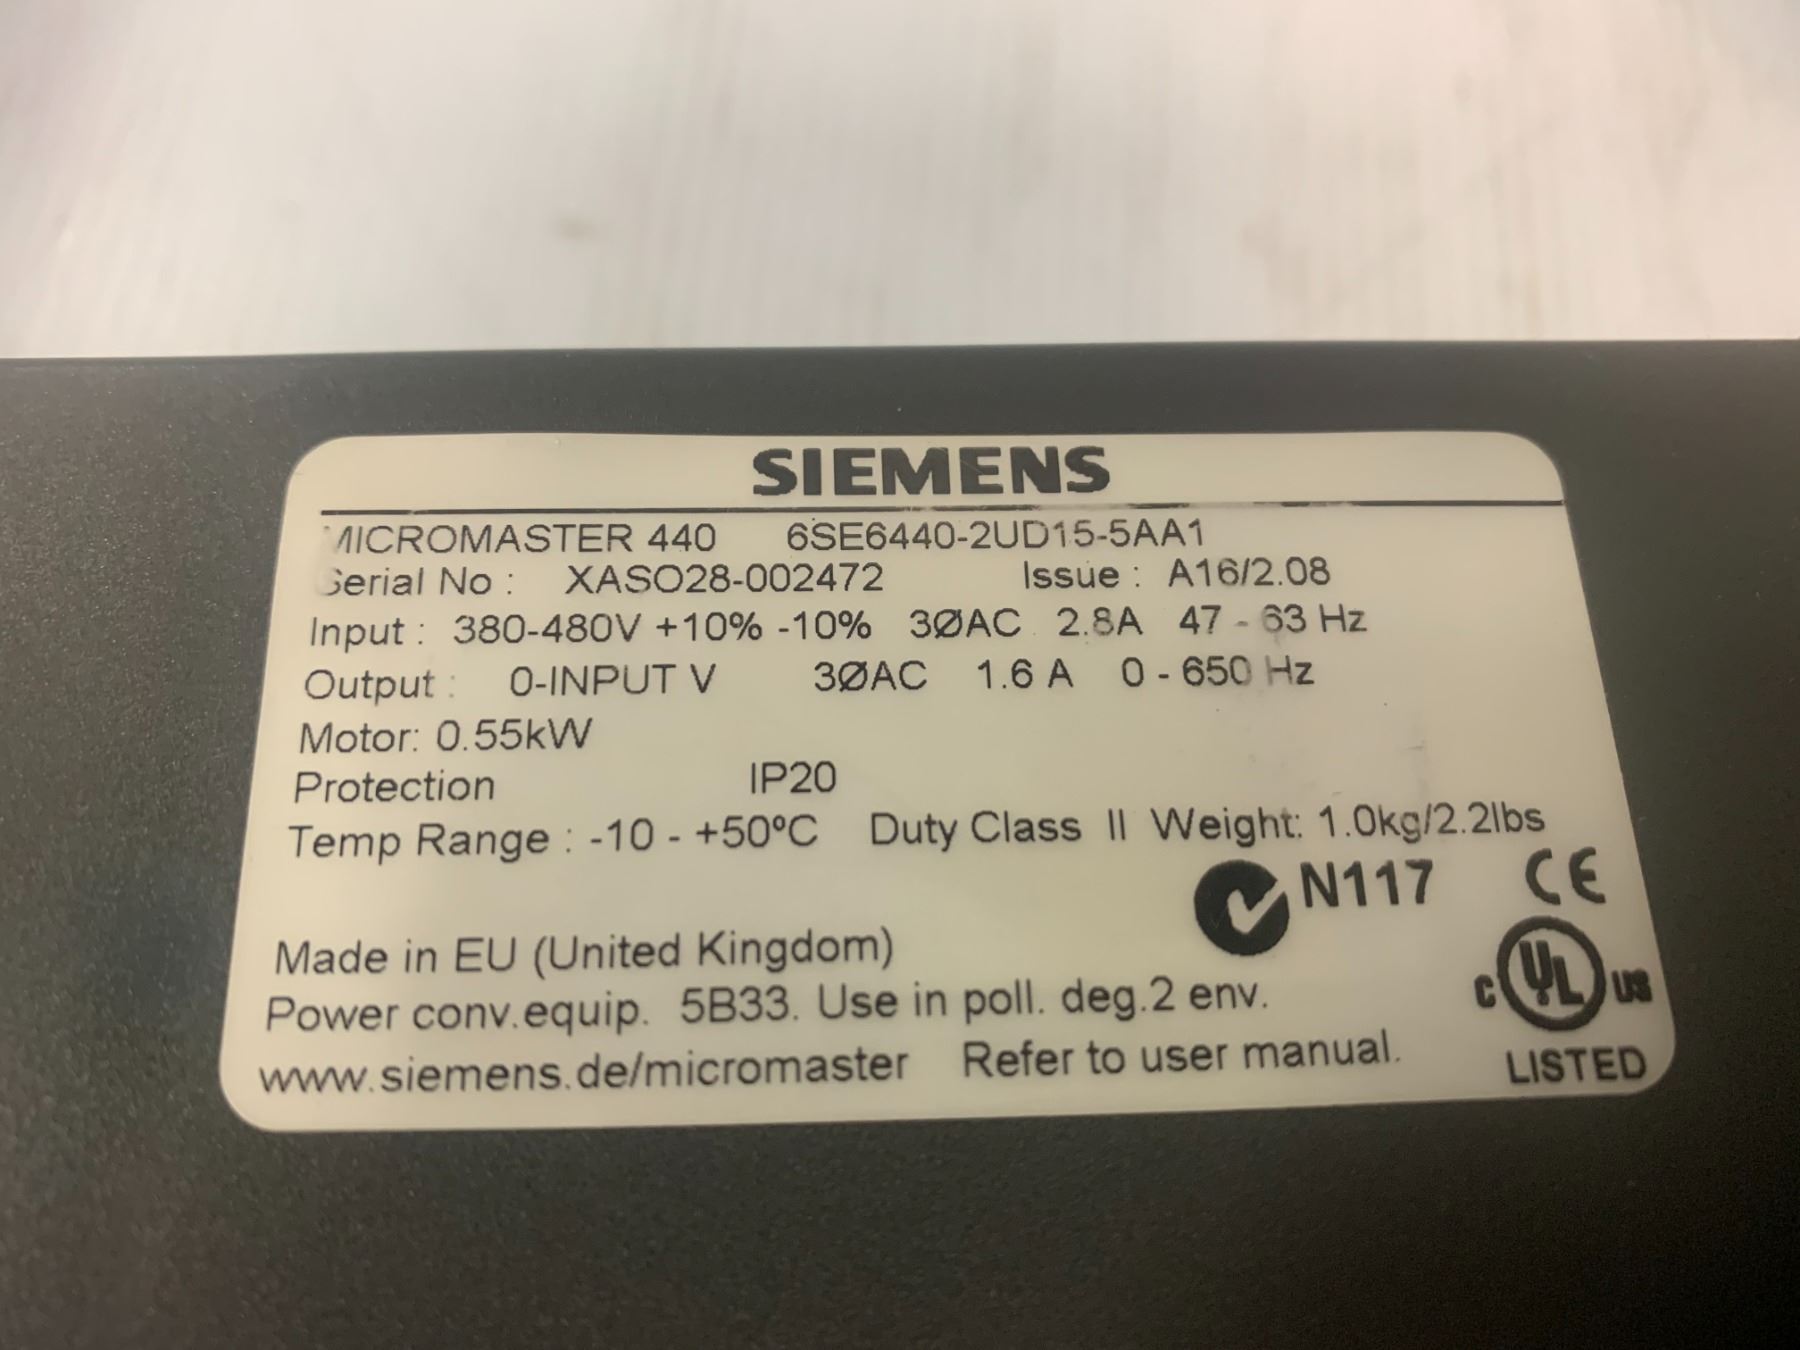 SIEMENS
MICROMASTER 440 6SE6440-2UD15-5AA1
Serial No : XASO28-002472 Issue : A16/2.08
Input : 380-480V +10% -10% 3ØAC 2.8A 47 - 63 Hz
Output : 0-INPUT V 3ØAC 1.6 A 0 - 650 Hz
Motor: 0.55kW
Protection IP20
Temp Range : -10 - +50ºC Duty Class II Weight: 1.0kg/2.2lbs
N117 CE
Made in EU (United Kingdom)
Power conv.equip. 5B33. Use in poll. deg.2 env.
C UL US
www.siemens.de/micromaster Refer to user manual.
LISTED